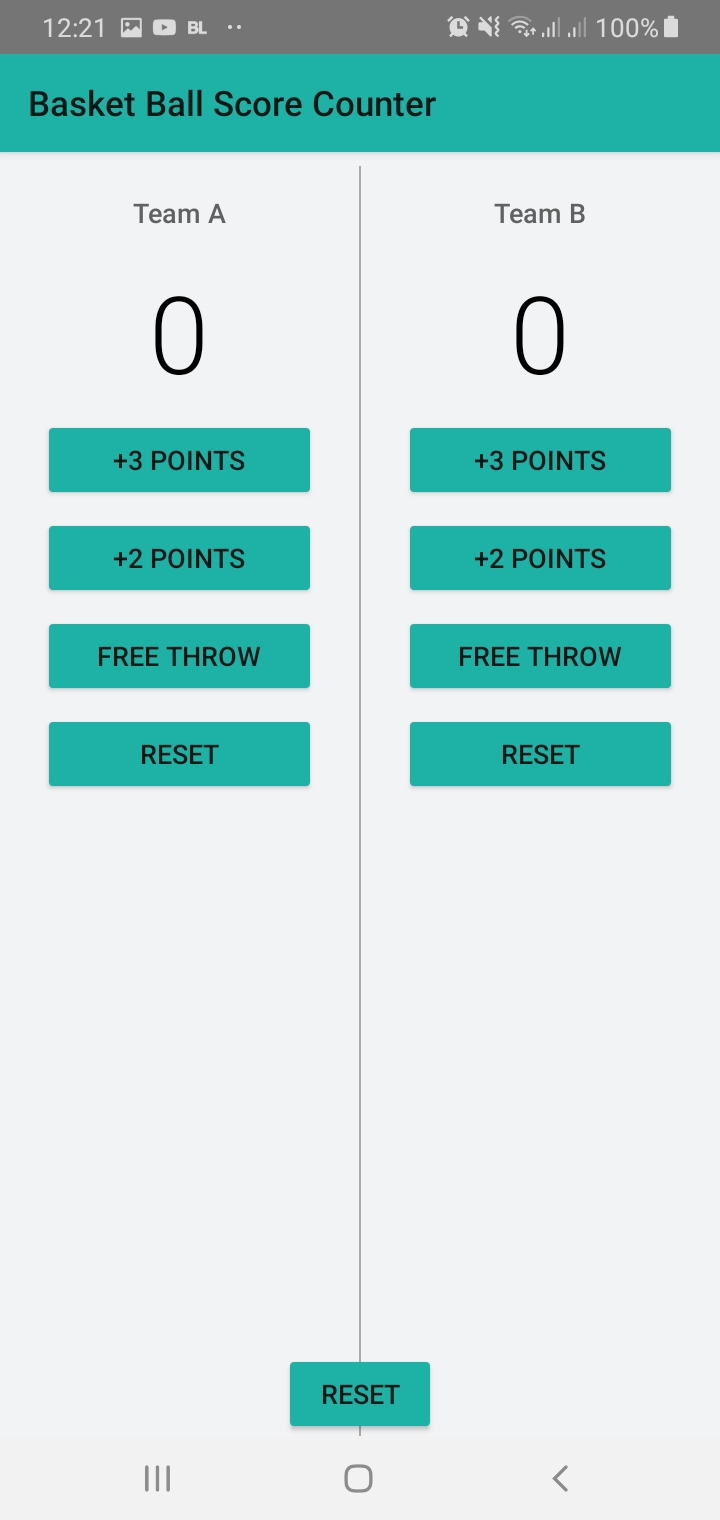 12:21 BL 100%
Basket Ball Score Counter
Team A
0
+3 POINTS
+2 POINTS
FREE THROW
RESET
Team B
0
+3 POINTS
+2 POINTS
FREE THROW
RESET
RESET